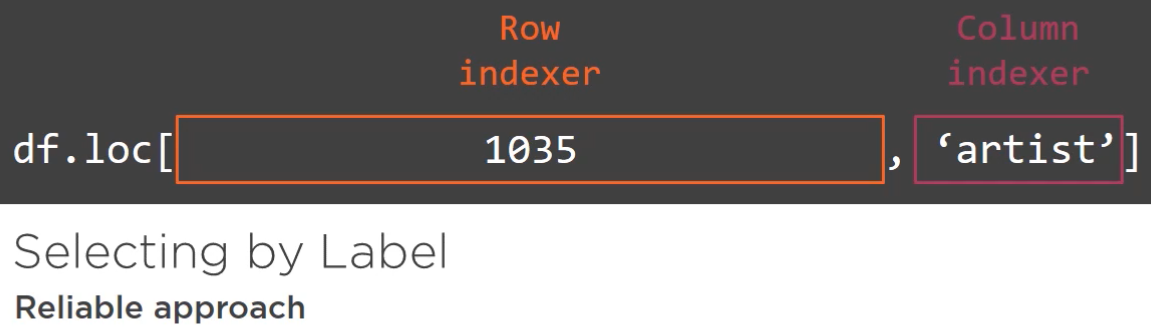 Row Column
indexer indexer
df.loc[ 1035 , ‘artist’]
Selecting by Label
Reliable approach